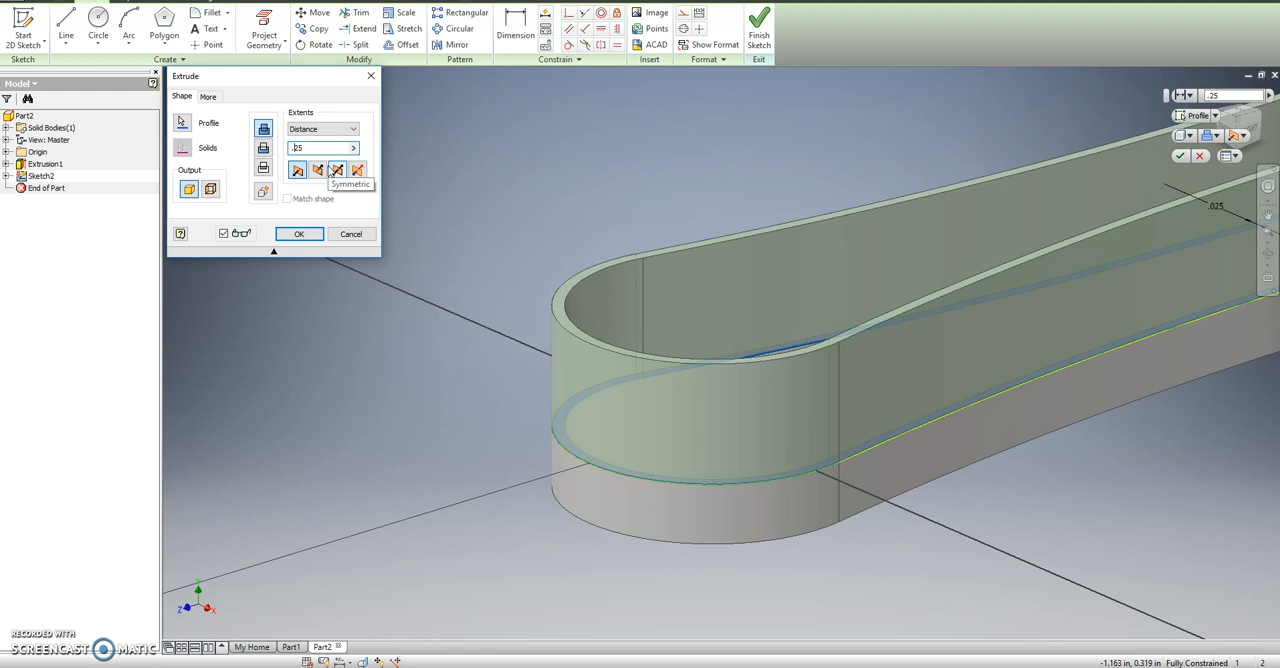 Start
2D Sketch
Line
Circle
Arc
Polygon
Fillet
Text
Point
Project
Geometry
Move
Copy
Rotate
Trim
Extend
Split
Scale
Stretch
Offset
Rectangular
Circular
Mirror
Dimension
Image
Points
ACAD
Show Format
Finish
Sketch
Sketch
Create
Modify
Pattern
Constrain
Insert
Format
Exit
Model
Part2
Solid Bodies(1)
View: Master
Origin
Extrusion1
Sketch2
End of Part
Extrude
Shape More
Profile
Solids
Output
Extents
Distance
.25
Symmetric
Match shape
OK Cancel
.25
Profile
.025
RECORDED WITH
SCREENCAST MATIC
My Home Part1 Part2
-1.163 in, 0.319 in Fully Constrained 1 2